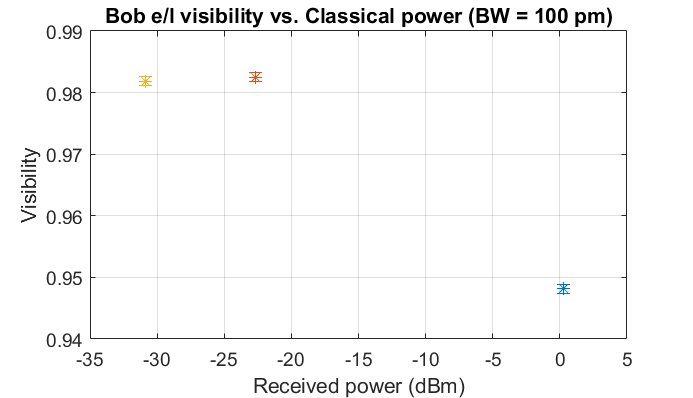 Bob e/l visibility vs. Classical power (BW = 100 pm)
0.99
0.98
0.97
0.96
0.95
0.94
Visibility
-35 -30 -25 -20 -15 -10 -5 0 5
Received power (dBm)